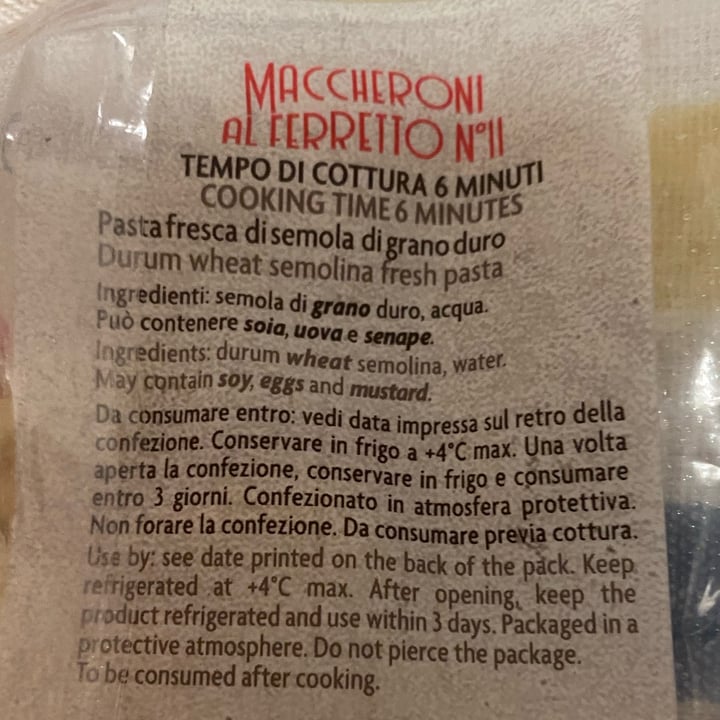 MACCHERONI
AL FERRETTO N°11
TEMPO DI COTTURA 6 MINUTI
COOKING TIME 6 MINUTES
Pasta fresca di semola di grano duro
Durum wheat semolina fresh pasta
Ingredienti: semola di grano duro, acqua.
Può contenere soia, uova e senape.
Ingredients: durum wheat semolina, water.
May contain soy, eggs and mustard.
Da consumare entro: vedi data impressa sul retro della
confezione. Conservare in frigo a +4°C max. Una volta
aperta la confezione, conservare in frigo e consumare
entro 3 giorni. Confezionato in atmosfera protettiva.
Non forare la confezione. Da consumare previa cottura.
Use by: see date printed on the back of the pack. Keep
refrigerated at +4°C max. After opening, keep the
product refrigerated and use within 3 days. Packaged in a
protective atmosphere. Do not pierce the package.
To be consumed after cooking.